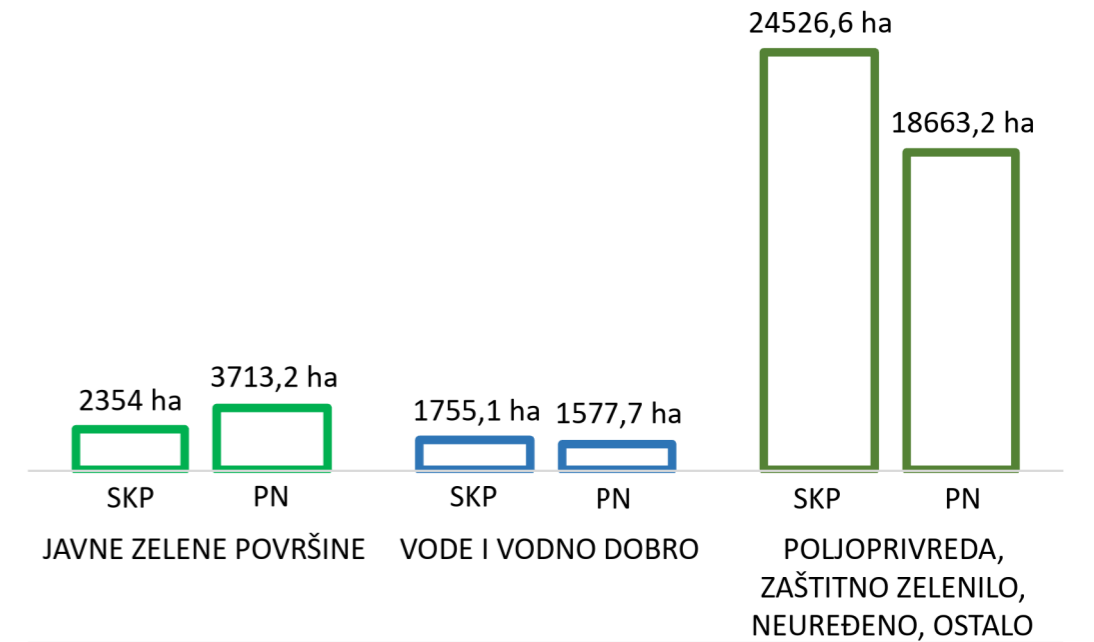 24526,6 ha
18663,2 ha
3713,2 ha
2354 ha
1755,1 ha
1577,7 ha
SKP
PN
SKP
PN
SKP
PN
JAVNE ZELENE POVRŠINE
VODE I VODNO DOBRO
POLJOPRIVREDA,
ZAŠTITNO ZELENILO,
NEUREĐENO, OSTALO